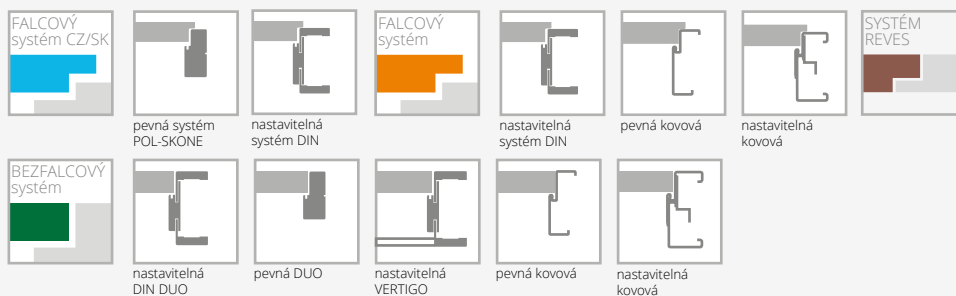 FALCOVÝ
systém CZ/SK
pevná systém
POL-SKONE
nastavitelná
systém DIN
FALCOVÝ
systém
nastavitelná
systém DIN
pevná kovová
nastavitelná
kovová
SYSTÉM
REVES
BEZFALCOVÝ
systém
nastavitelná
DIN DUO
pevná DUO
nastavitelná
VERTIGO
pevná kovová
nastavitelná
kovová